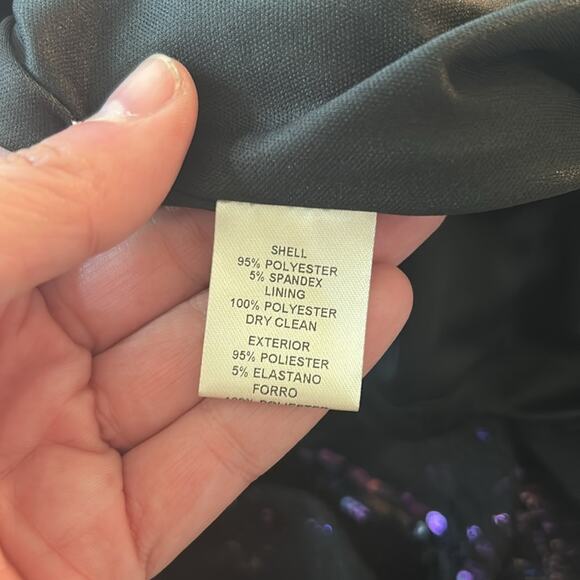 SHELL
95% POLYESTER
5% SPANDEX
LINING
100% POLYESTER
DRY CLEAN
EXTERIOR
95% POLIESTER
5% ELASTANO
FORRO